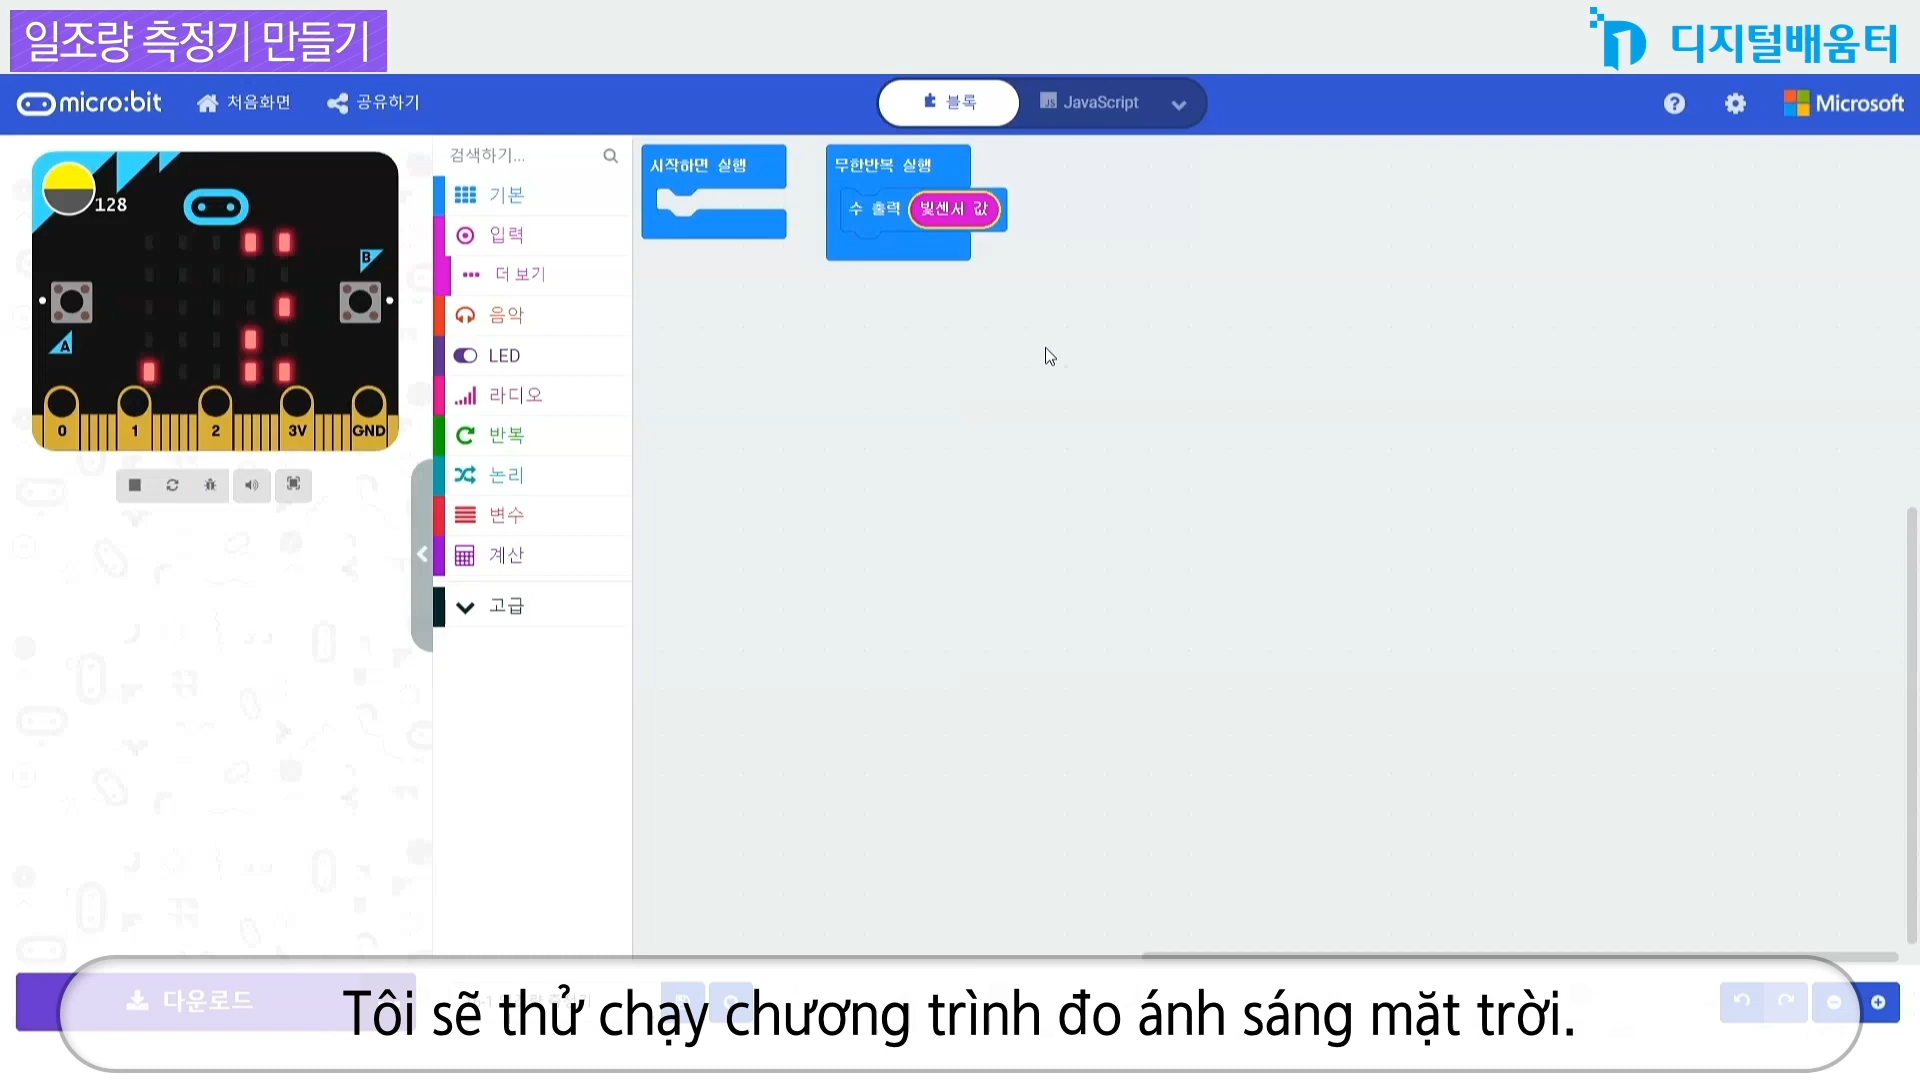 일조량 측정기 만들기
디지털배움터
micro:bit
처음화면
공유하기
블록
JavaScript
Microsoft
128
B
A
0
1
2
3V
GND
검색하기...
기본
입력
더 보기
음악
LED
라디오
반복
논리
변수
계산
고급
시작하면 실행
무한반복 실행
수 출력 빛센서 값
다운로드
Tôi sẽ thử chạy chương trình đo ánh sáng mặt trời.